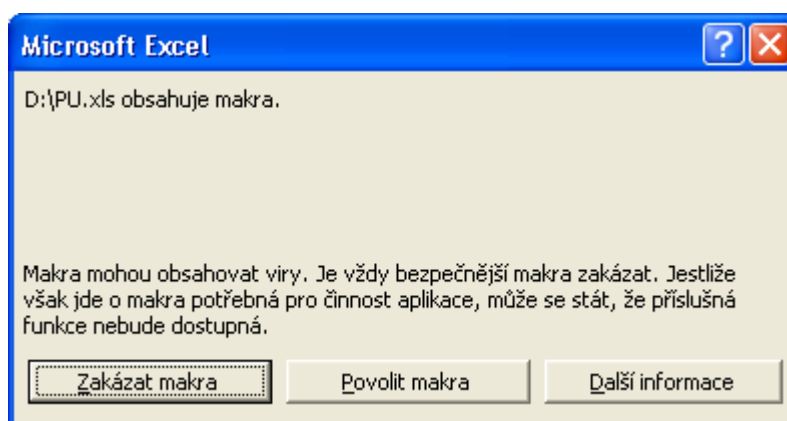 Microsoft Excel
D:\PU.xls obsahuje makra.
Makra mohou obsahovat viry. Je vždy bezpečnější makra zakázat. Jestliže
však jde o makra potřebná pro činnost aplikace, může se stát, že příslušná
funkce nebude dostupná.
Zakázat makra Povolit makra Další informace